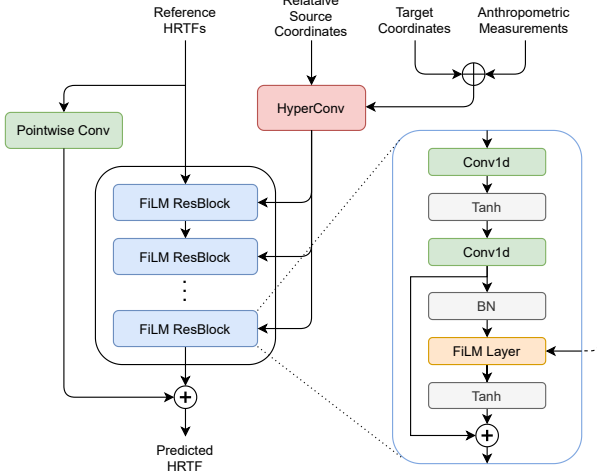 Reference
HRTFs
Relataive
Source
Coordinates
Target
Coordinates
Anthropometric
Measurements
Pointwise Conv
HyperConv
FiLM ResBlock
FiLM ResBlock
FiLM ResBlock
Predicted
HRTF
Conv1d
Tanh
Conv1d
BN
FiLM Layer
Tanh